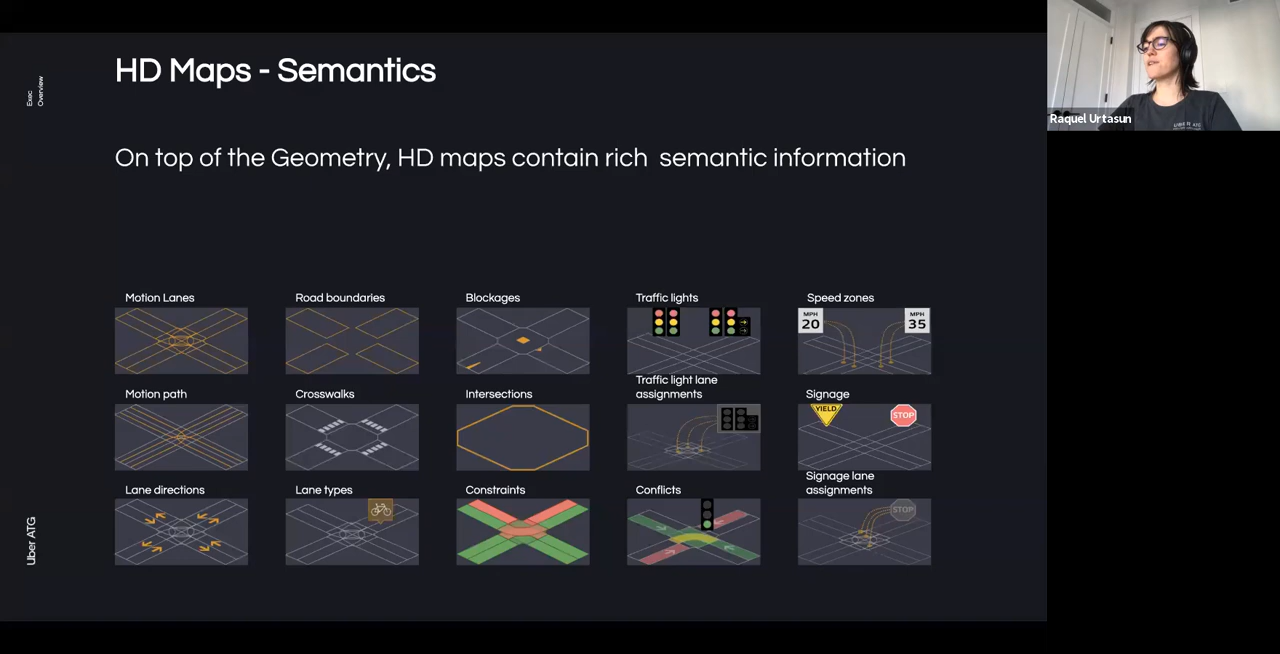 Exec
Overview
HD Maps - Semantics
On top of the Geometry, HD maps contain rich semantic information
Motion Lanes
Road boundaries
Blockages
Traffic lights
Speed zones
MPH
20
MPH
35
Motion path
Crosswalks
Intersections
Traffic light lane
assignments
Signage
YIELD
STOP
Lane directions
Lane types
Constraints
Conflicts
Signage lane
assignments
STOP
Uber ATG
Raquel Urtasun